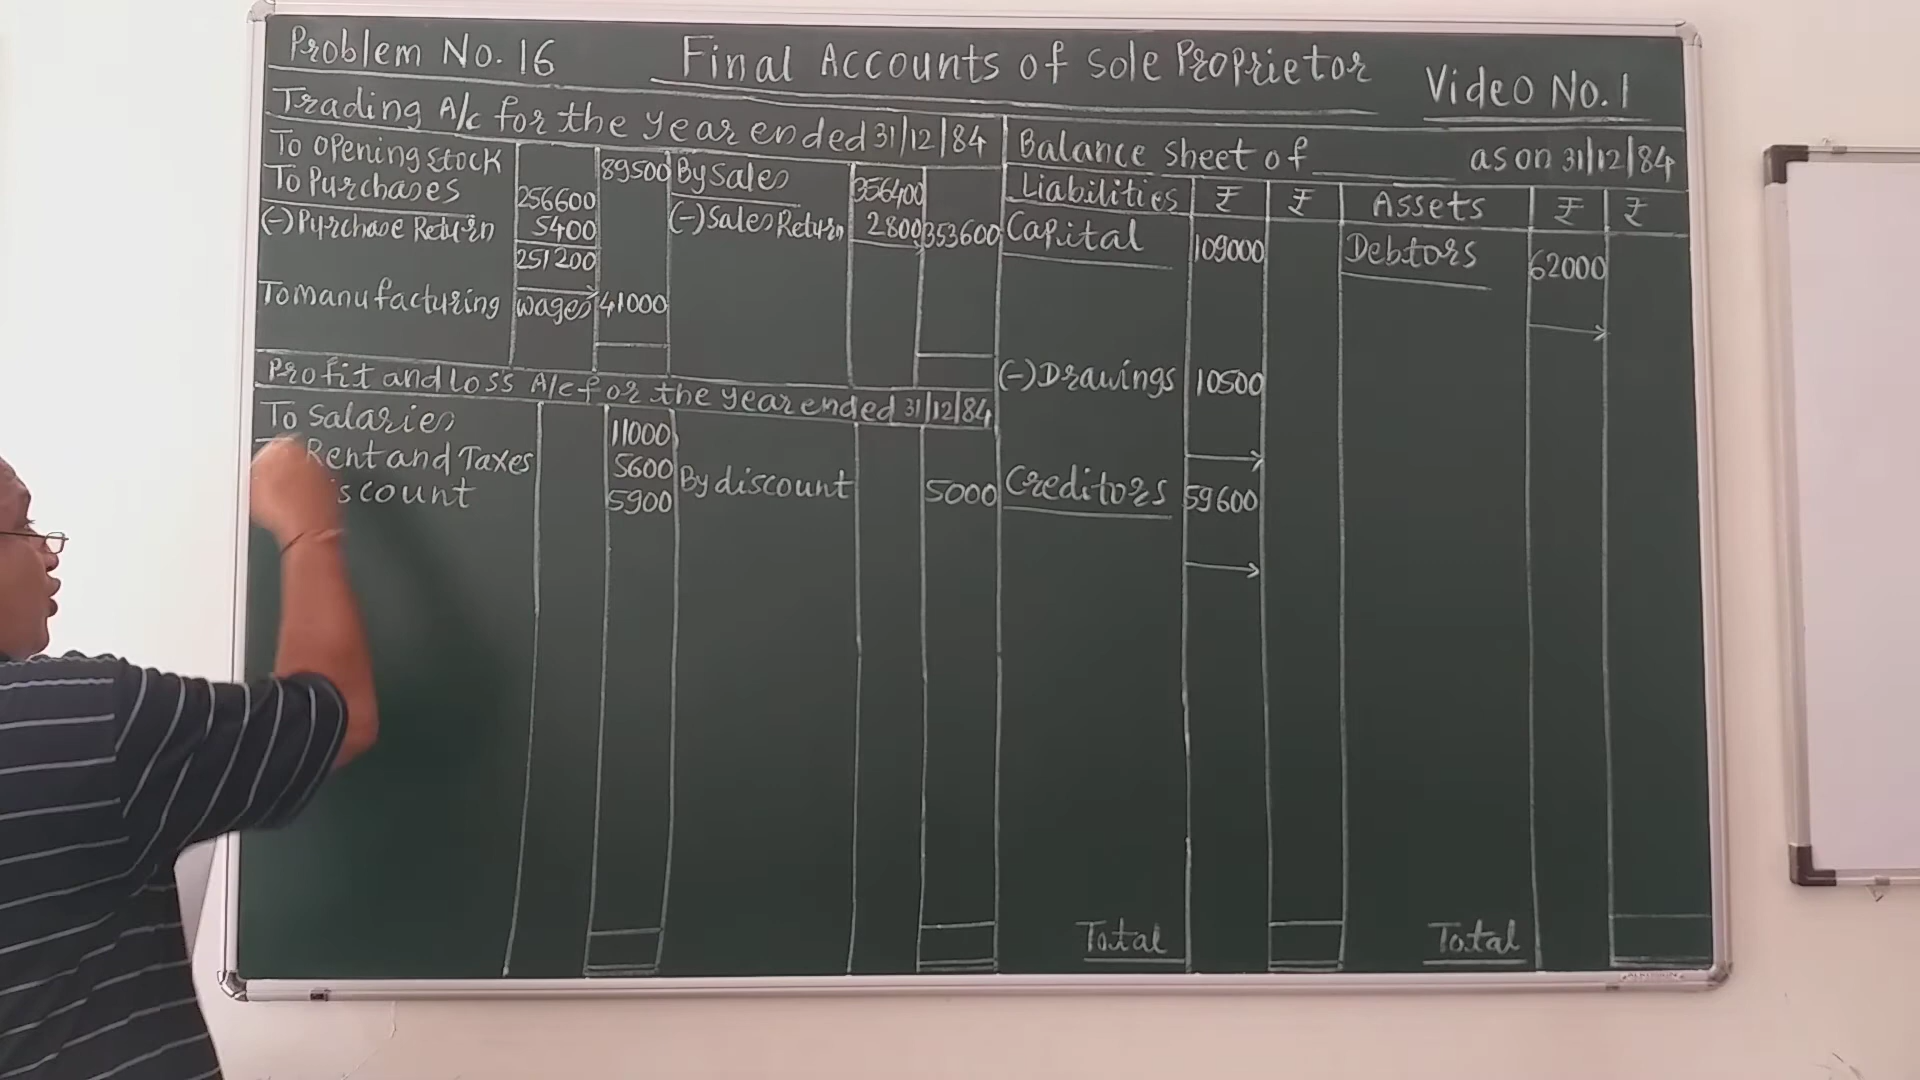 Problem No. 16
Final Accounts of Sole Proprietor
Video No. 1
Trading A/c for the year ended 31/12/84
To Opening stock 89500 By Sales 356400
To Purchases 256600
(-) Purchase Return 5400 (-) Sales Return 2800 353600
251200
To manufacturing wages 41000
Profit and Loss A/c for the year ended 31/12/84
To Salaries 11000
Rent and Taxes 5600
scount 5900 By discount 5000
Balance sheet of ______ as on 31/12/84
Liabilities ₹ ₹ Assets ₹ ₹
Capital 109000 Debtors 62000
(-) Drawings 10500
Creditors 59600
Total Total